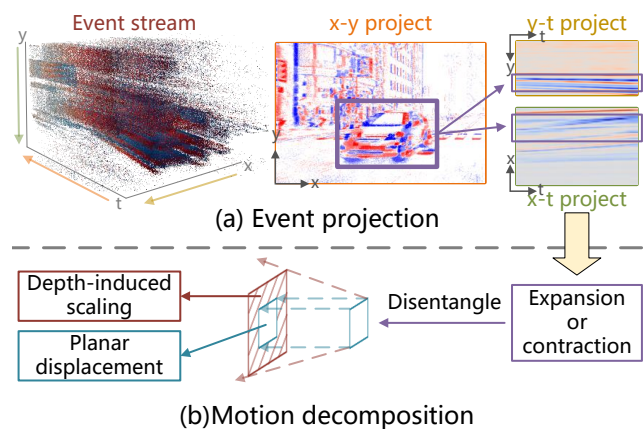 Event stream
x-y project
y-t project
y
x
t
y
x
t
y
x
t
x-t project
(a) Event projection
Depth-induced
scaling
Planar
displacement
Disentangle
Expansion
or
contraction
(b)Motion decomposition